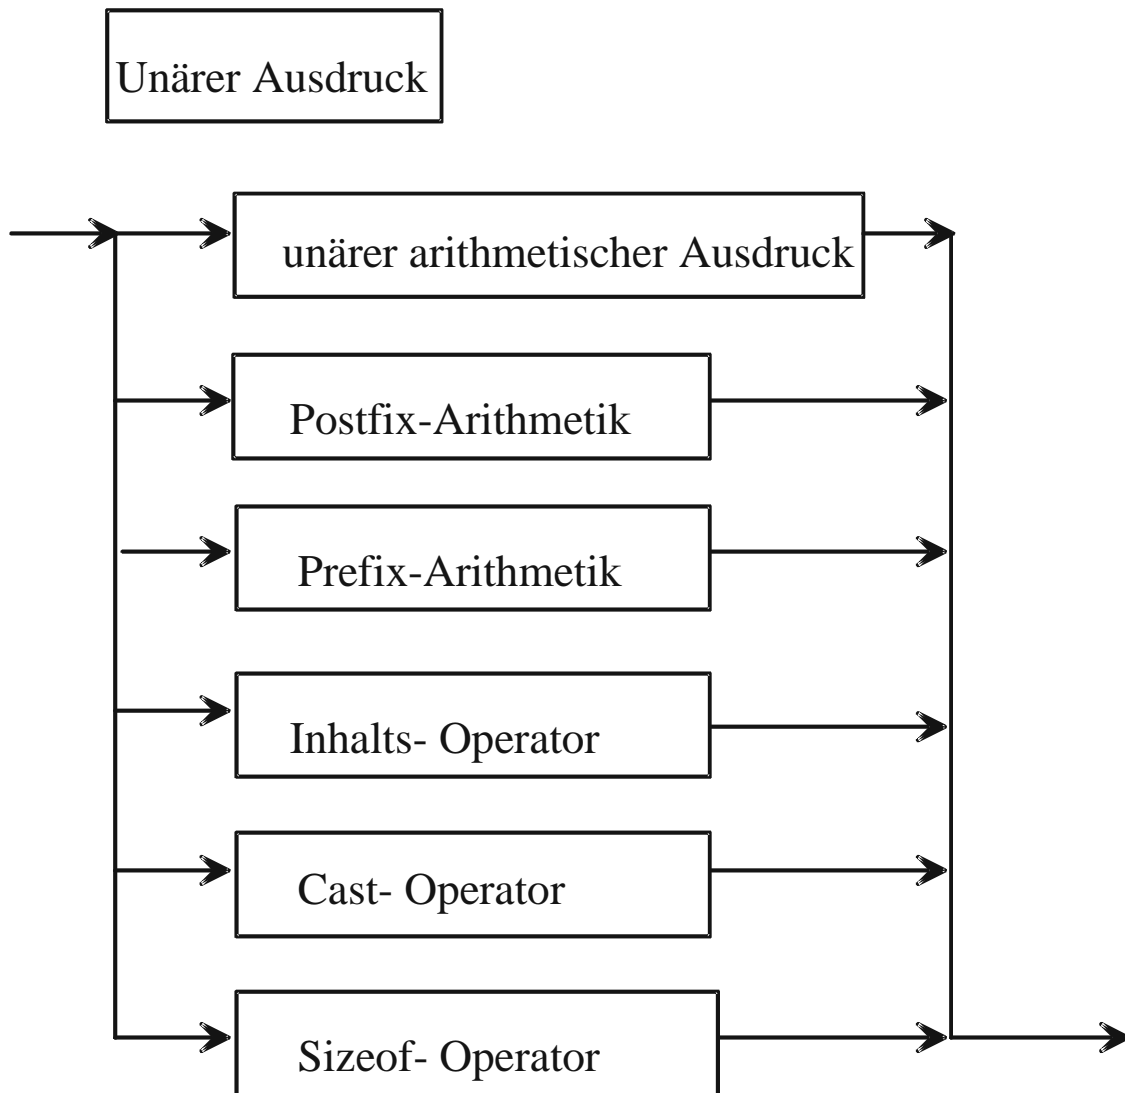 Unärer Ausdruck
unärer arithmetischer Ausdruck
Postfix-Arithmetik
Prefix-Arithmetik
Inhalts- Operator
Cast- Operator
Sizeof- Operator